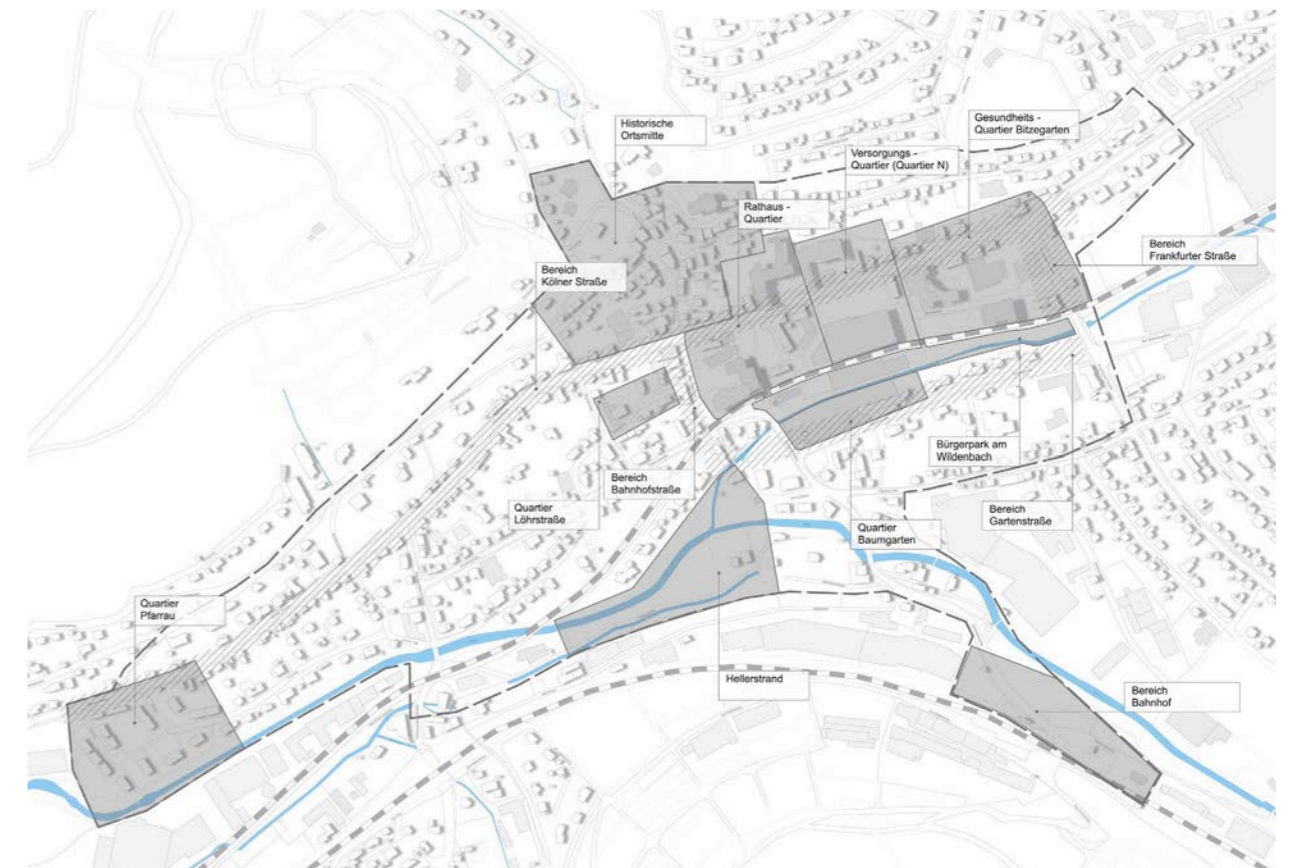 Historische
Ortsmitte
Gesundheits -
Quartier Bitzegarten
Versorgungs -
Quartier (Quartier N)
Rathaus -
Quartier
Bereich
Frankfurter Straße
Bereich
Kölner Straße
Bürgerpark am
Wildenbach
Bereich
Bahnhofstraße
Quartier
Löhrstraße
Bereich
Gartenstraße
Quartier
Baumgarten
Quartier
Pfarrau
Hellerstrand
Bereich
Bahnhof